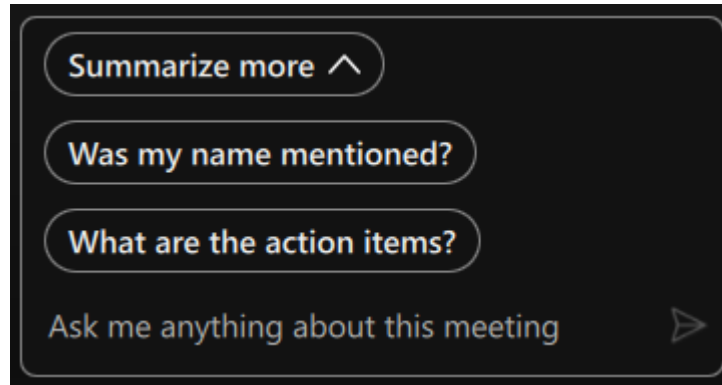 Summarize more
Was my name mentioned?
What are the action items?
Ask me anything about this meeting